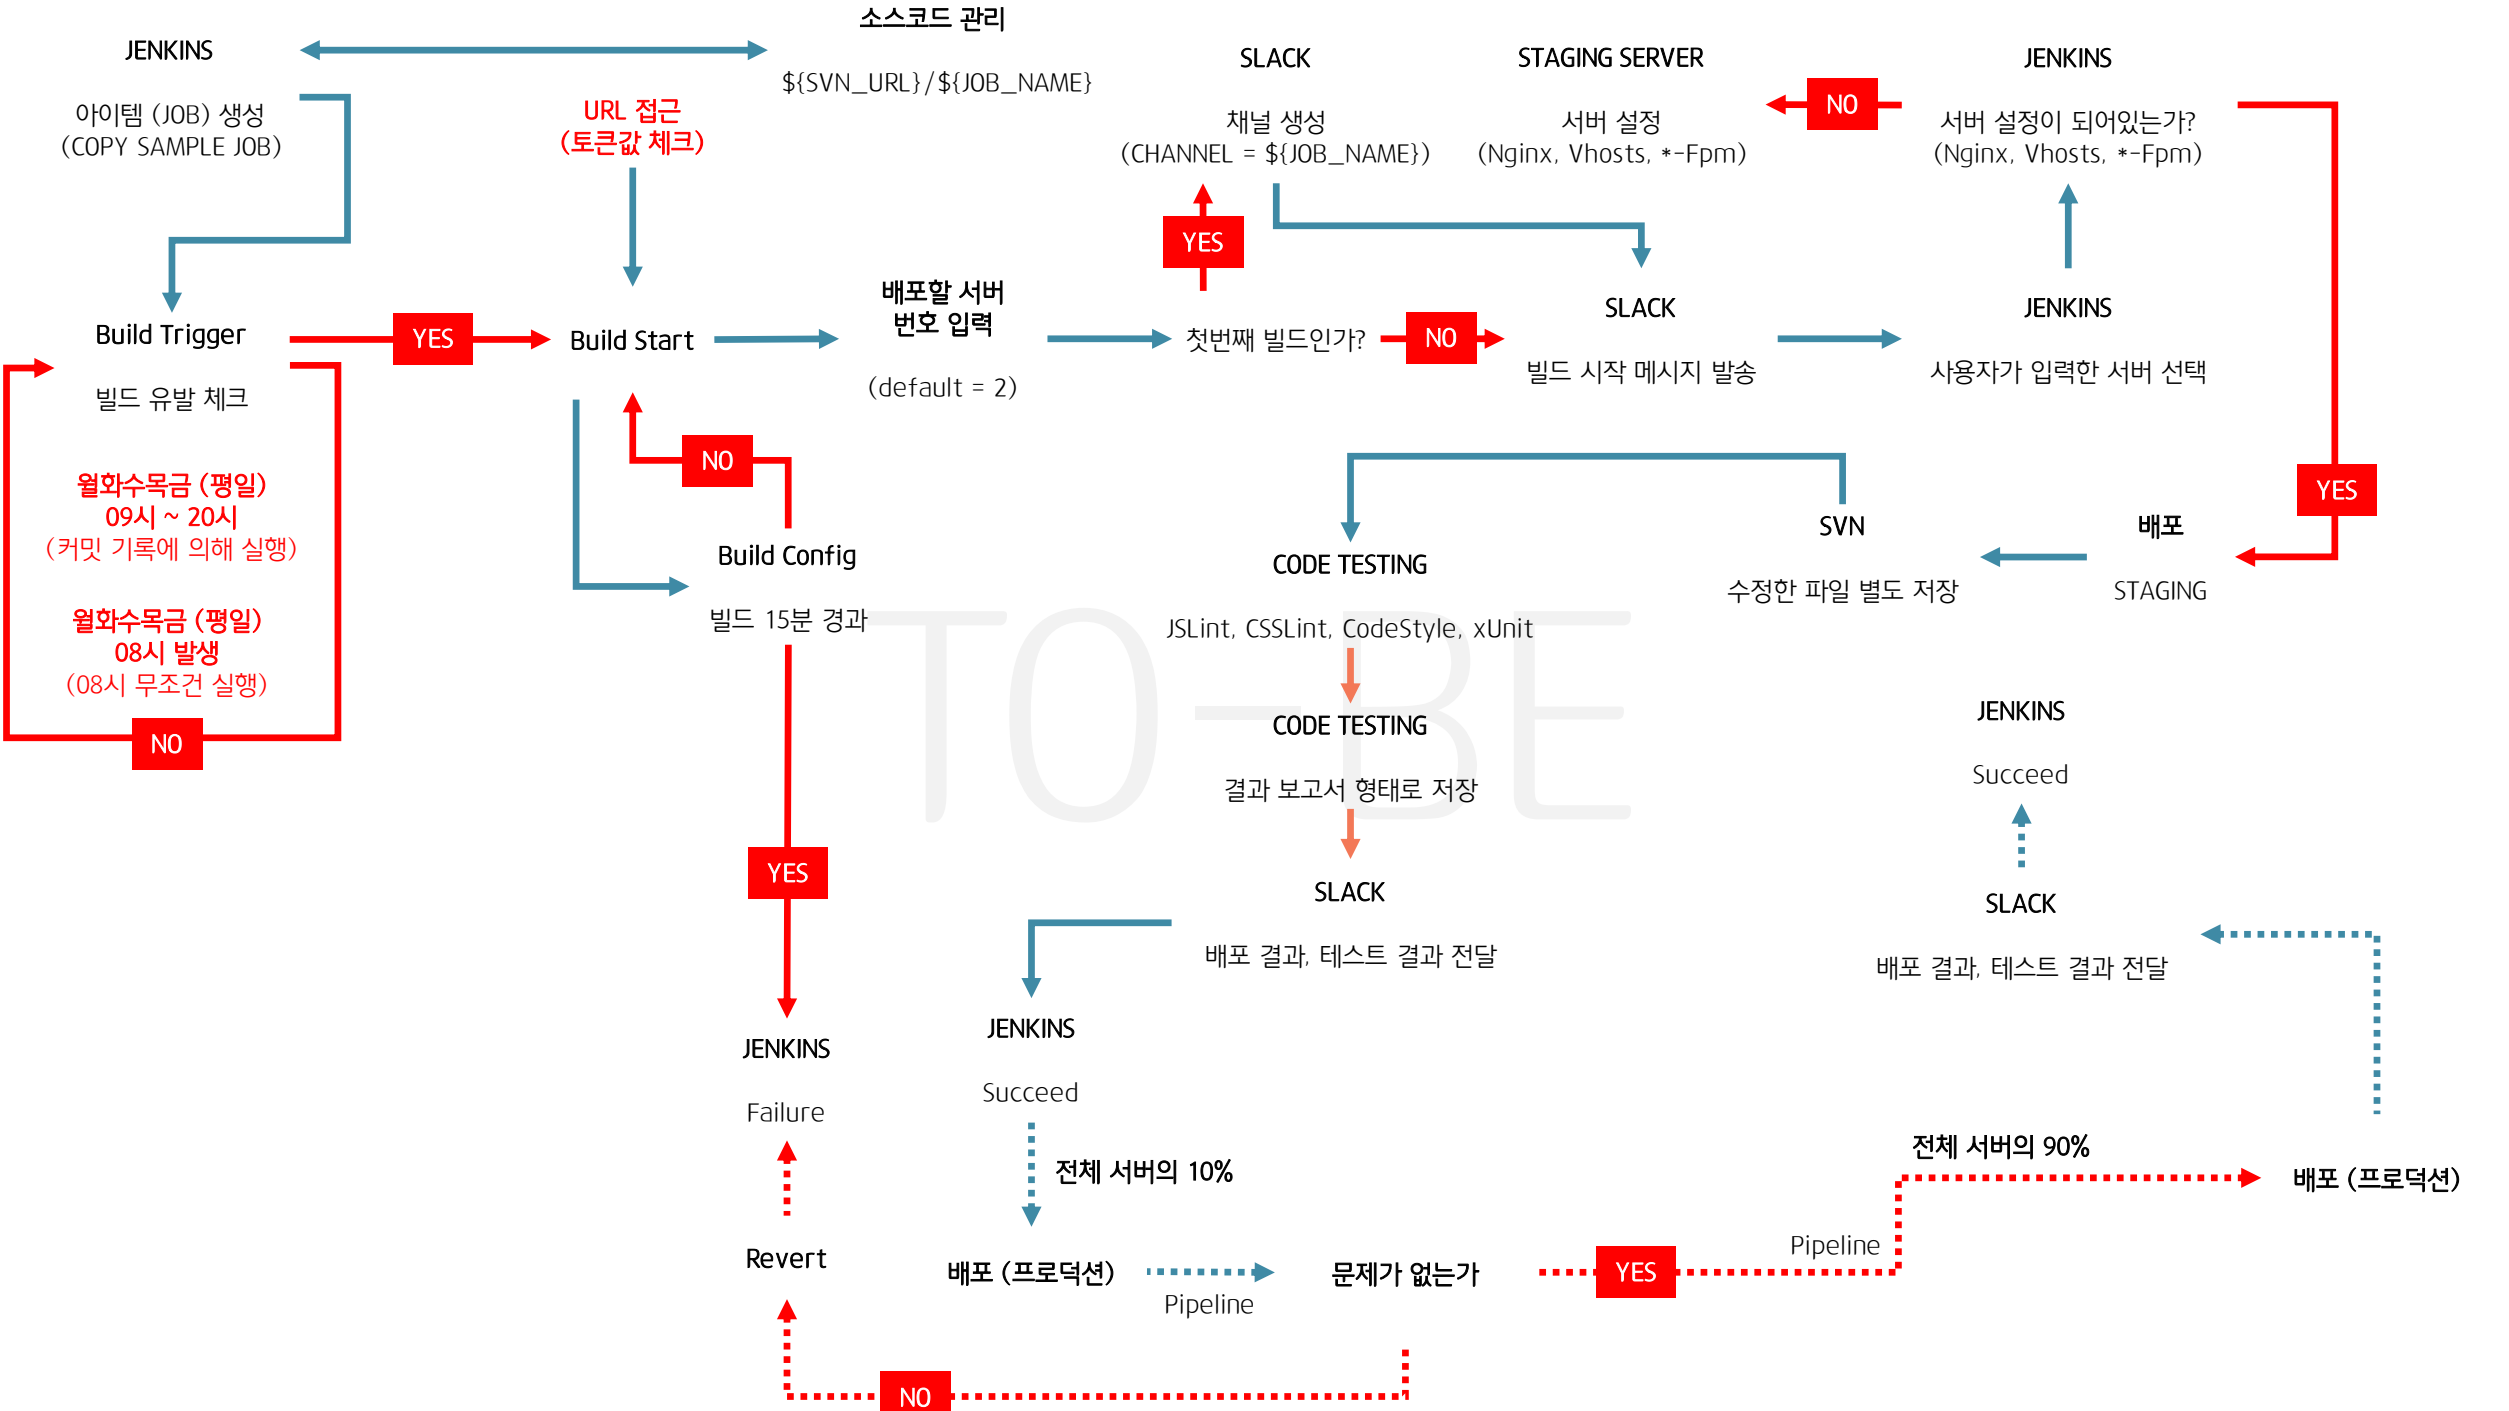 JENKINS
아이템 (JOB) 생성
(COPY SAMPLE JOB)
소스코드 관리
${SVN_URL}/${JOB_NAME}
URL 접근
(토큰값 체크)
SLACK
채널 생성
(CHANNEL = ${JOB_NAME})
STAGING SERVER
서버 설정
(Nginx, Vhosts, *-Fpm)
NO
JENKINS
서버 설정이 되어있는가?
(Nginx, Vhosts, *-Fpm)
YES
Build Trigger
빌드 유발 체크
YES
Build Start
배포할 서버
번호 입력
(default = 2)
첫번째 빌드인가?
NO
SLACK
빌드 시작 메시지 발송
JENKINS
사용자가 입력한 서버 선택
월화수목금 (평일)
09시 ~ 20시
(커밋 기록에 의해 실행)
월화수목금 (평일)
08시 발생
(08시 무조건 실행)
NO
NO
Build Config
빌드 15분 경과
YES
SVN
수정한 파일 별도 저장
배포
STAGING
CODE TESTING
JSLint, CSSLint, CodeStyle, xUnit
TO-BE
CODE TESTING
결과 보고서 형태로 저장
JENKINS
Succeed
YES
SLACK
배포 결과, 테스트 결과 전달
SLACK
배포 결과, 테스트 결과 전달
JENKINS
Failure
JENKINS
Succeed
전체 서버의 10%
전체 서버의 90%
배포 (프로덕션)
Revert
배포 (프로덕션)
Pipeline
문제가 없는가
YES
Pipeline
NO